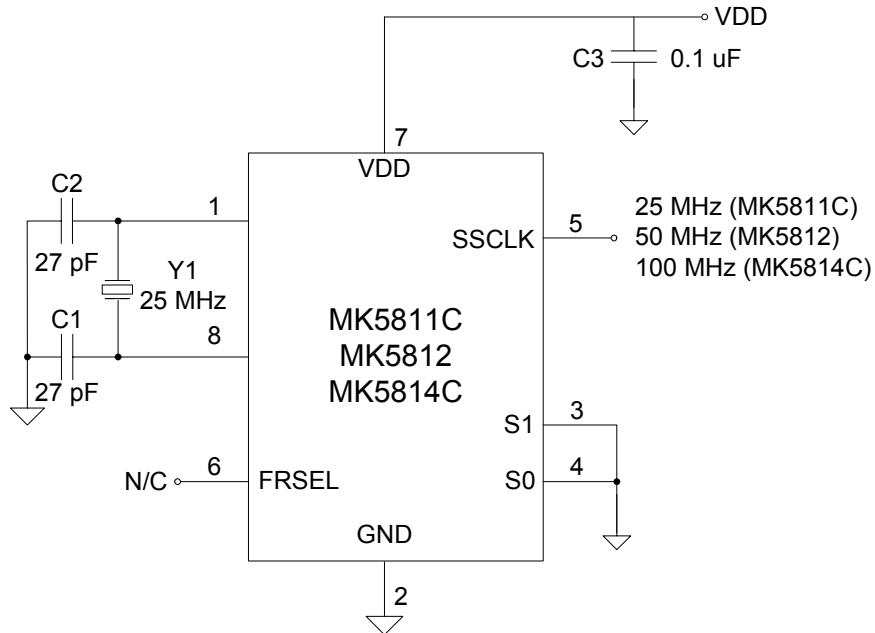 VDD
C3
0.1 uF
7
VDD
C2
27 pF
1
Y1
25 MHz
C1
27 pF
8
SSCLK
5
25 MHz (MK5811C)
50 MHz (MK5812)
100 MHz (MK5814C)
MK5811C
MK5812
MK5814C
S1
3
S0
4
N/C
6
FRSEL
GND
2